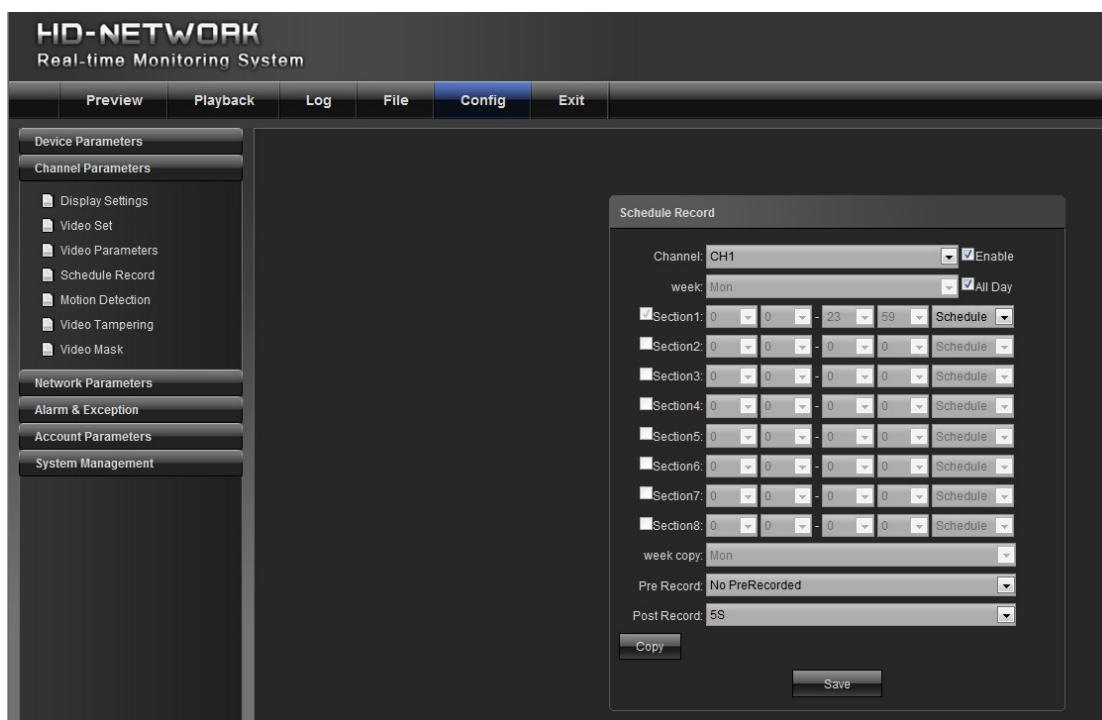 HD-NETWORK
Real-time Monitoring System
Preview Playback Log File Config Exit
Device Parameters
Channel Parameters
Display Settings
Video Set
Video Parameters
Schedule Record
Motion Detection
Video Tampering
Video Mask
Network Parameters
Alarm & Exception
Account Parameters
System Management
Schedule Record
Channel: CH1 Enable
week: Mon All Day
Section1: 0 0 - 23 59 Schedule
Section2: 0 0 - 0 0 Schedule
Section3: 0 0 - 0 0 Schedule
Section4: 0 0 - 0 0 Schedule
Section5: 0 0 - 0 0 Schedule
Section6: 0 0 - 0 0 Schedule
Section7: 0 0 - 0 0 Schedule
Section8: 0 0 - 0 0 Schedule
week copy: Mon
Pre Record: No PreRecorded
Post Record: 5S
Copy
Save